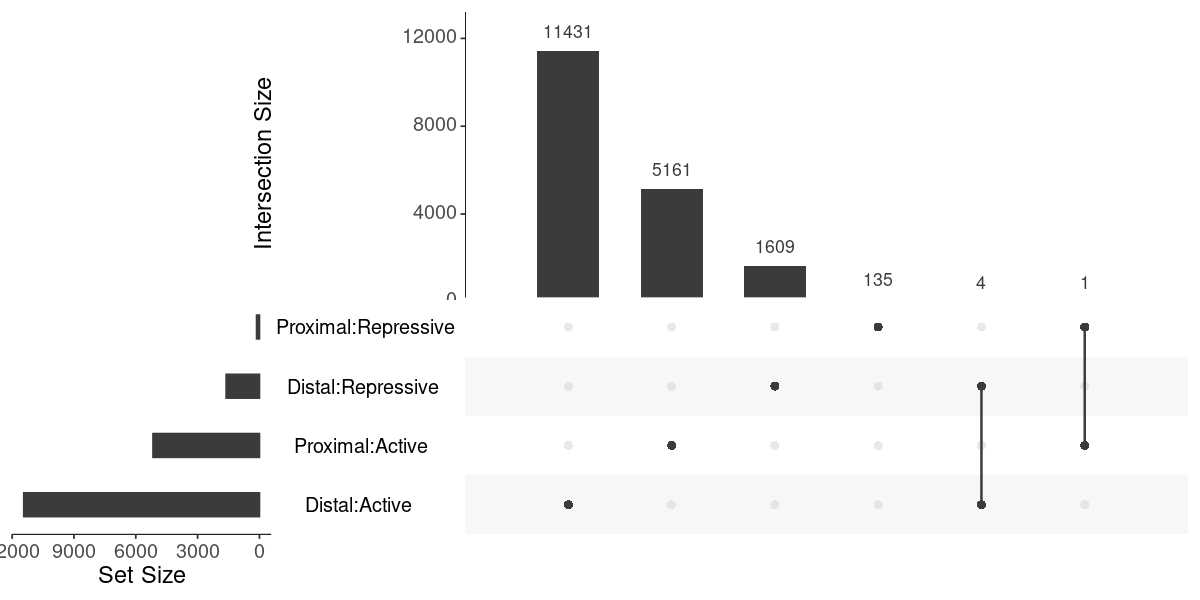 Intersection Size
12000
8000
4000
0
11431
5161
1609
135
4
1
Proximal:Repressive
Distal:Repressive
Proximal:Active
Distal:Active
2000 9000 6000 3000 0
Set Size